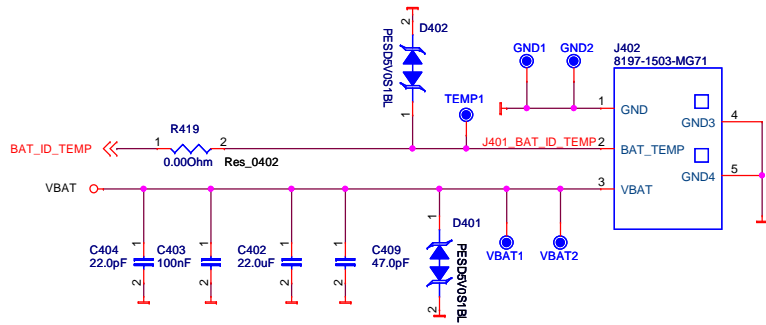 2
D402
PESD5V0S1BL
1
GND1
GND2
J402
8197-1503-MG71
TEMP1
1
GND
GND3
4
R419
BAT_ID_TEMP
1
2
0.00Ohm
Res_0402
J401_BAT_ID_TEMP
2
BAT_TEMP
GND4
5
VBAT
3
VBAT
1
1
1
1
1
D401
PESD5V0S1BL
C404
22.0pF
C403
100nF
C402
22.0uF
C409
47.0pF
VBAT1
VBAT2
2
2
2
2
2